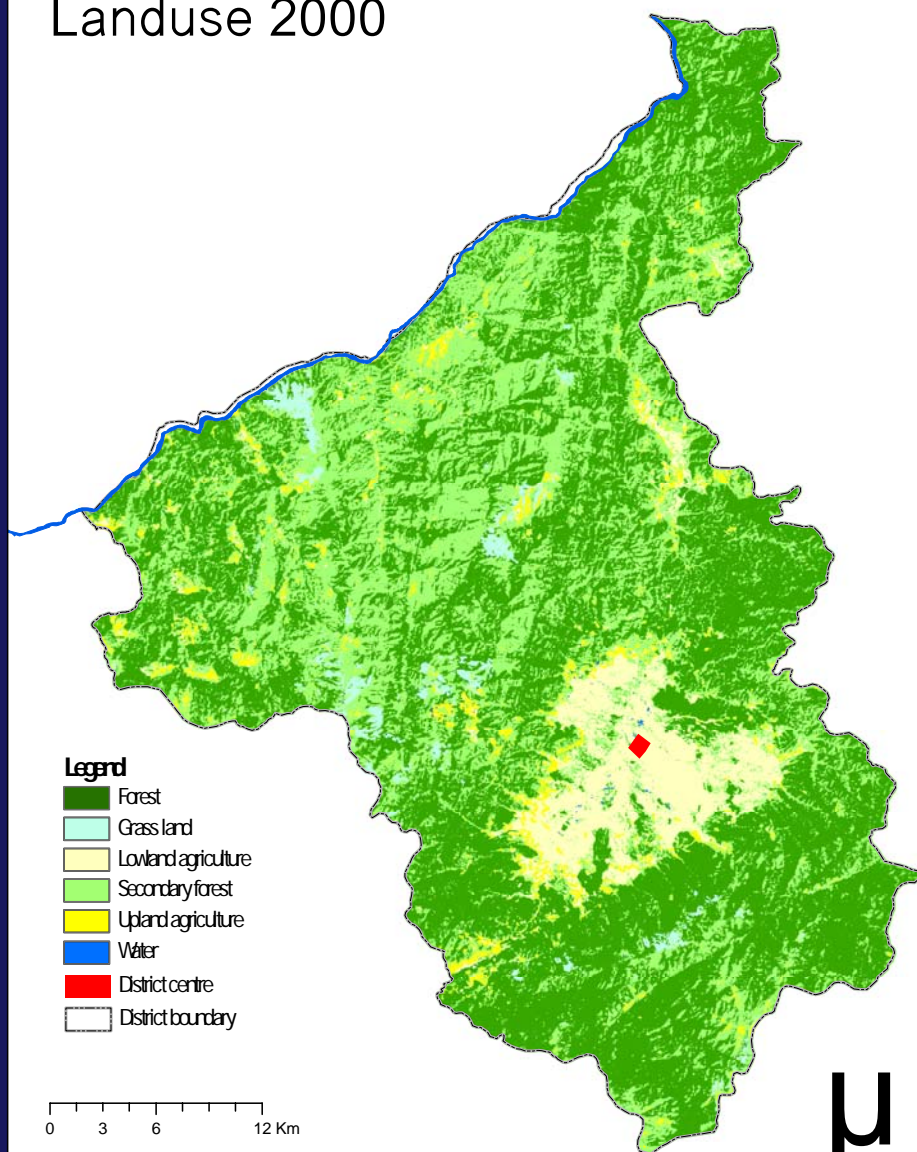 Landuse 2000
Legend
Forest
Grass land
Lowland agriculture
Secondary forest
Upland agriculture
Water
District centre
District boundary
0 3 6 12 Km
µ